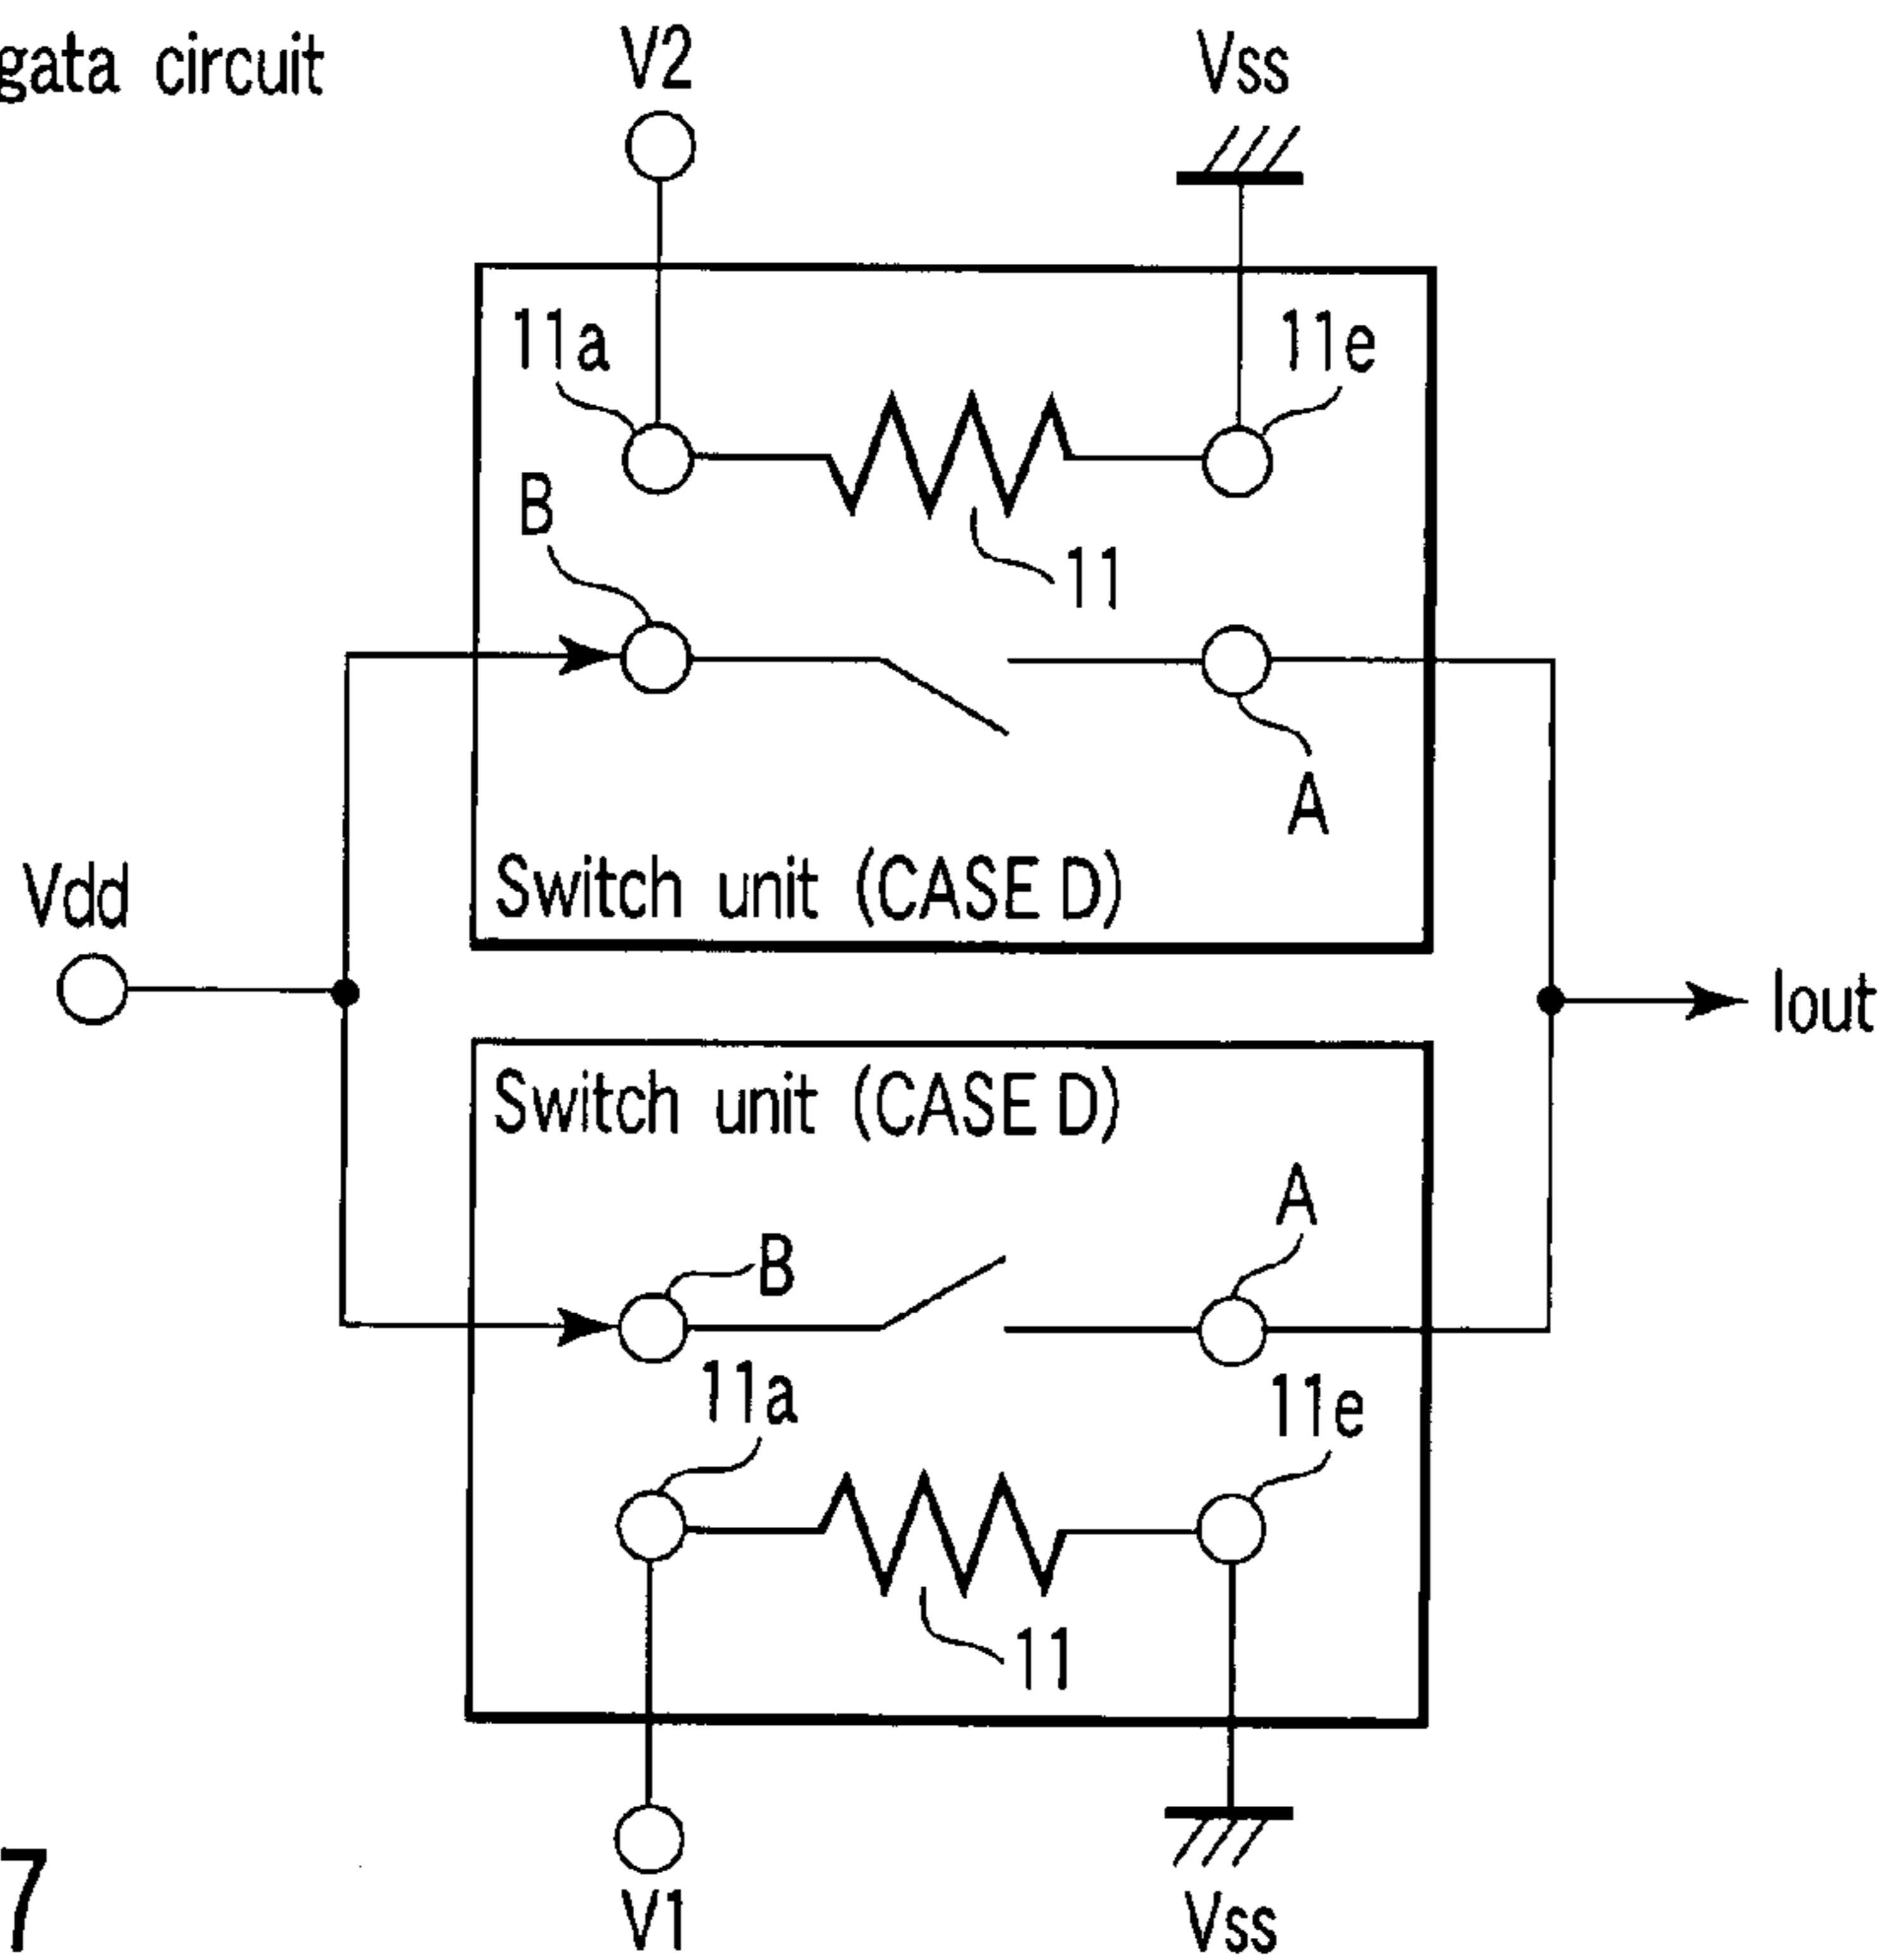 gata circuit
V2
Vss
11a
11e
B
11
A
Switch unit (CASE D)
Vdd
Iout
Switch unit (CASE D)
A
B
11a
11e
11
V1
Vss
7